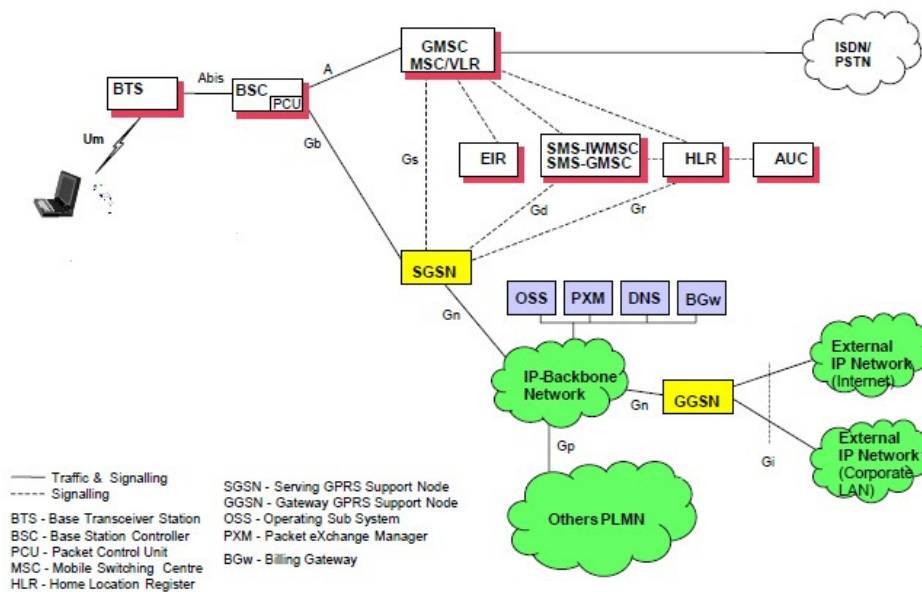 GMSC
MSC/VLR
ISDN/
PSTN
A
Abis
BTS
BSC
PCU
Um
Gb
Gs
EIR
SMS-IWMSC
SMS-GMSC
HLR
AUC
Gd
Gr
SGSN
OSS
PXM
DNS
BGw
Gn
External
IP Network
(Internet)
IP-Backbone
Network
Gn
GGSN
Gp
Gi
External
IP Network
(Corporate
LAN)
Others PLMN
Traffic & Signalling
Signalling
BTS - Base Transceiver Station
BSC - Base Station Controller
PCU - Packet Control Unit
MSC - Mobile Switching Centre
HLR - Home Location Register
SGSN - Serving GPRS Support Node
GGSN - Gateway GPRS Support Node
OSS - Operating Sub System
PXM - Packet eXchange Manager
BGw - Billing Gateway